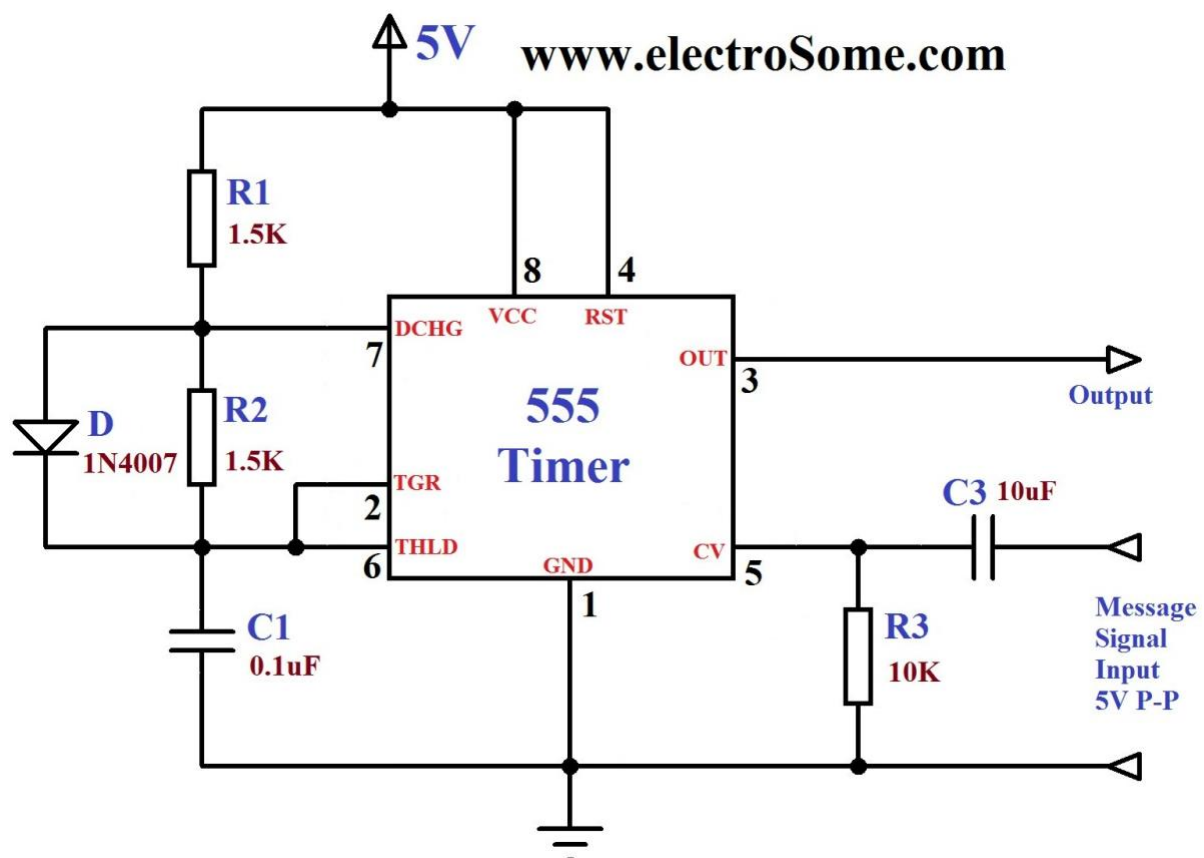 5V
www.electroSome.com
R1
1.5K
8
4
DCHG
VCC
RST
7
OUT
3
555
Timer
Output
D
1N4007
R2
1.5K
TGR
2
C3 10uF
THLD
6
CV
5
GND
1
C1
0.1uF
R3
10K
Message
Signal
Input
5V P-P